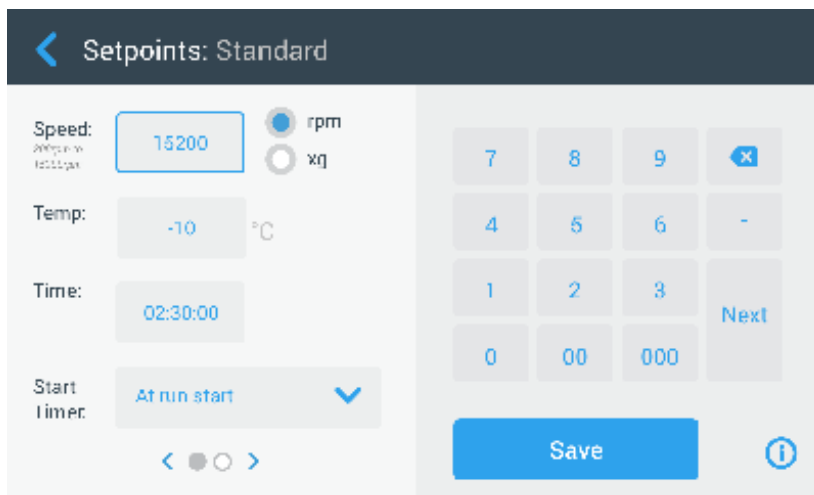 Setpoints: Standard
Speed:
15200
rpm
xg
Temp:
-10
°C
Time:
02:30:00
Start
Timer:
At run start
7 8 9
4 5 6 -
1 2 3
Next
0 00 000
Save